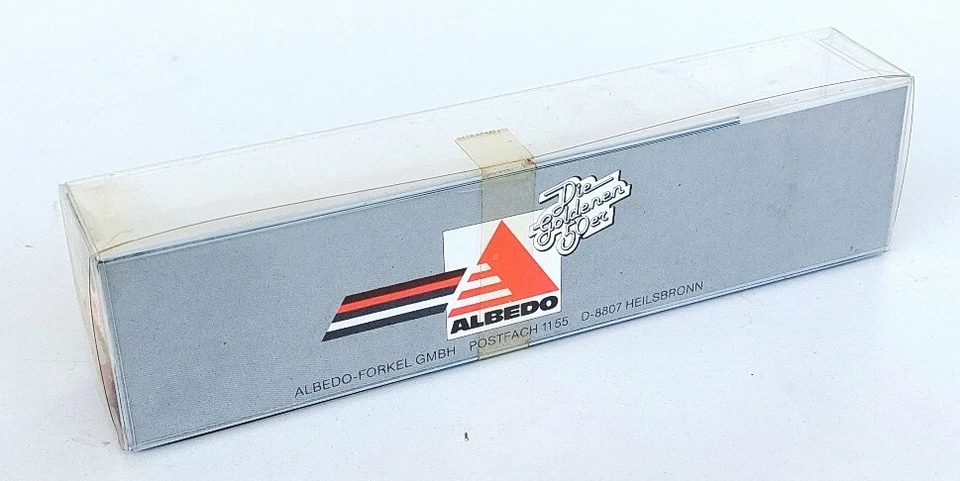 Die
goldenen
50er
ALBEDO
ALBEDO-FORKEL GMBH POSTFACH 1155 D-8807 HEILSBRONN